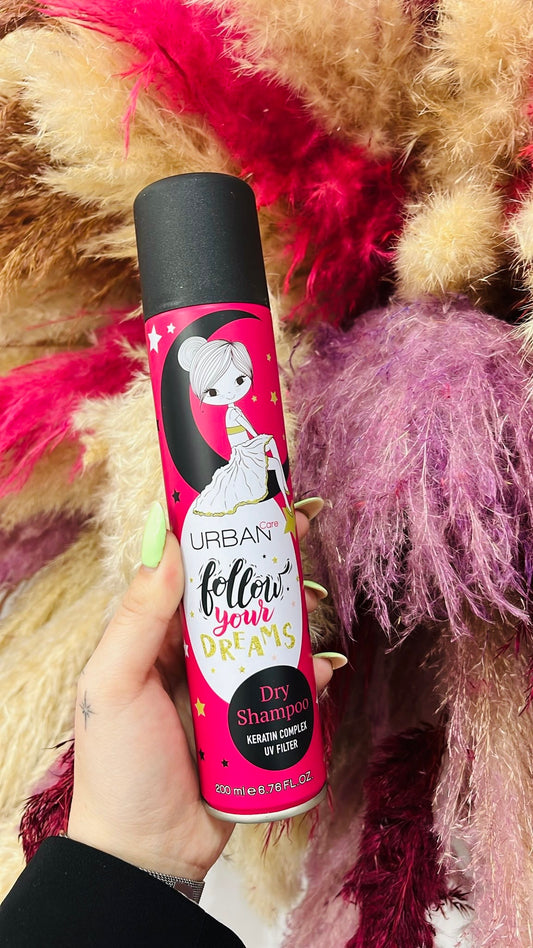 URBAN Care
follow
your
DREAMS
Dry
Shampoo
KERATIN COMPLEX
UV FILTER
200 ml e 6.76 FL.OZ.